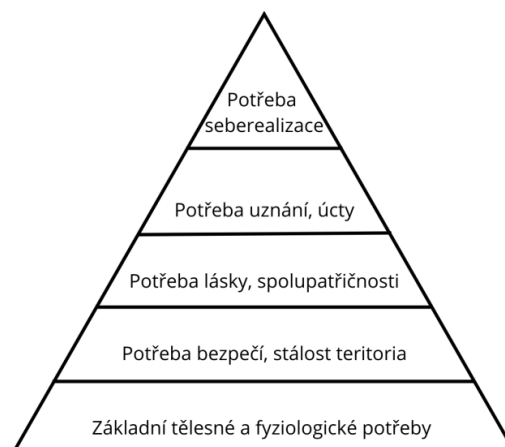 Potřeba
seberealizace
Potřeba uznání, úcty
Potřeba lásky, spolupatřičnosti
Potřeba bezpečí, stálost teritoria
Základní tělesné a fyziologické potřeby